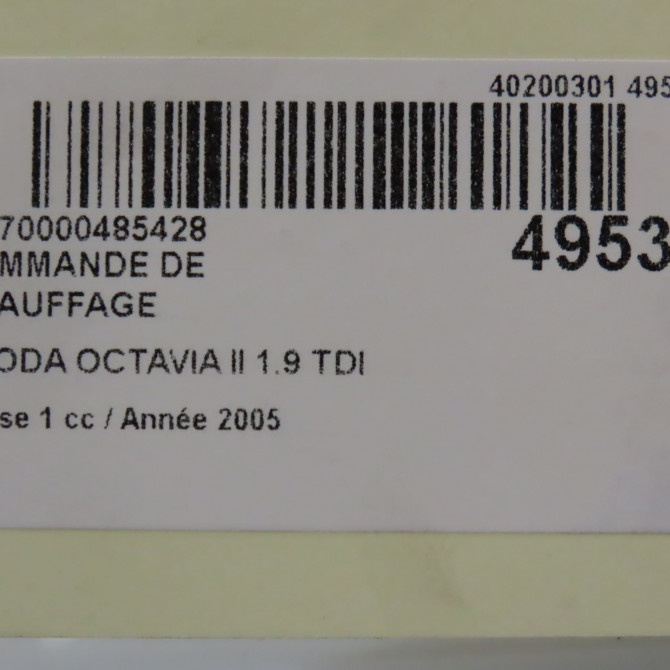 40200301 495
70000485428
4953
MMANDE DE
AUFFAGE
ODA OCTAVIA II 1.9 TDI
se 1 cc / Année 2005